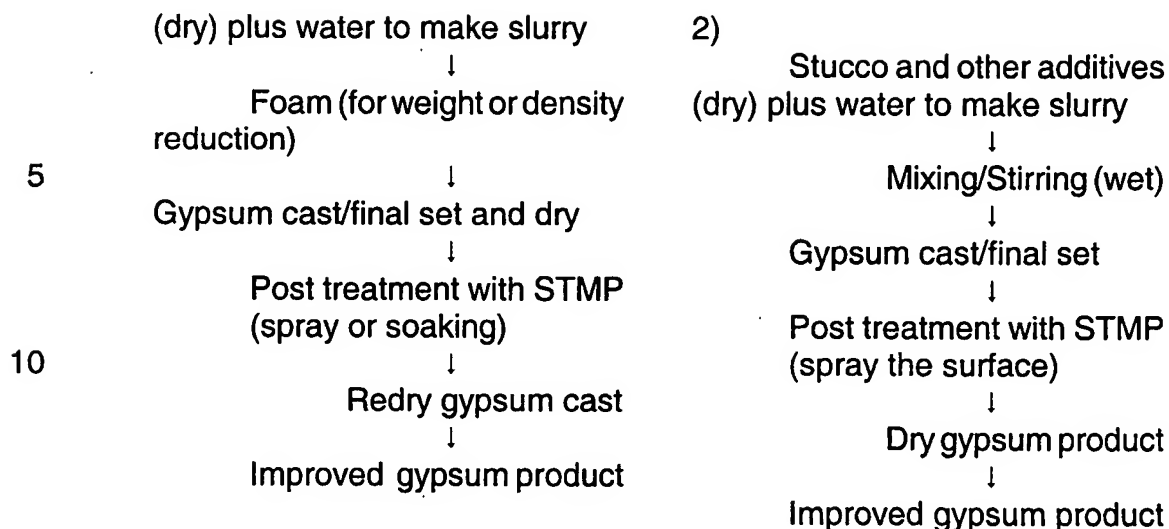 (dry) plus water to make slurry
↓
Foam (for weight or density
reduction)
5
↓
Gypsum cast/final set and dry
↓
Post treatment with STMP
(spray or soaking)
10
↓
Redry gypsum cast
↓
Improved gypsum product
2)
Stucco and other additives
(dry) plus water to make slurry
↓
Mixing/Stirring (wet)
↓
Gypsum cast/final set
↓
Post treatment with STMP
(spray the surface)
↓
Dry gypsum product
↓
Improved gypsum product